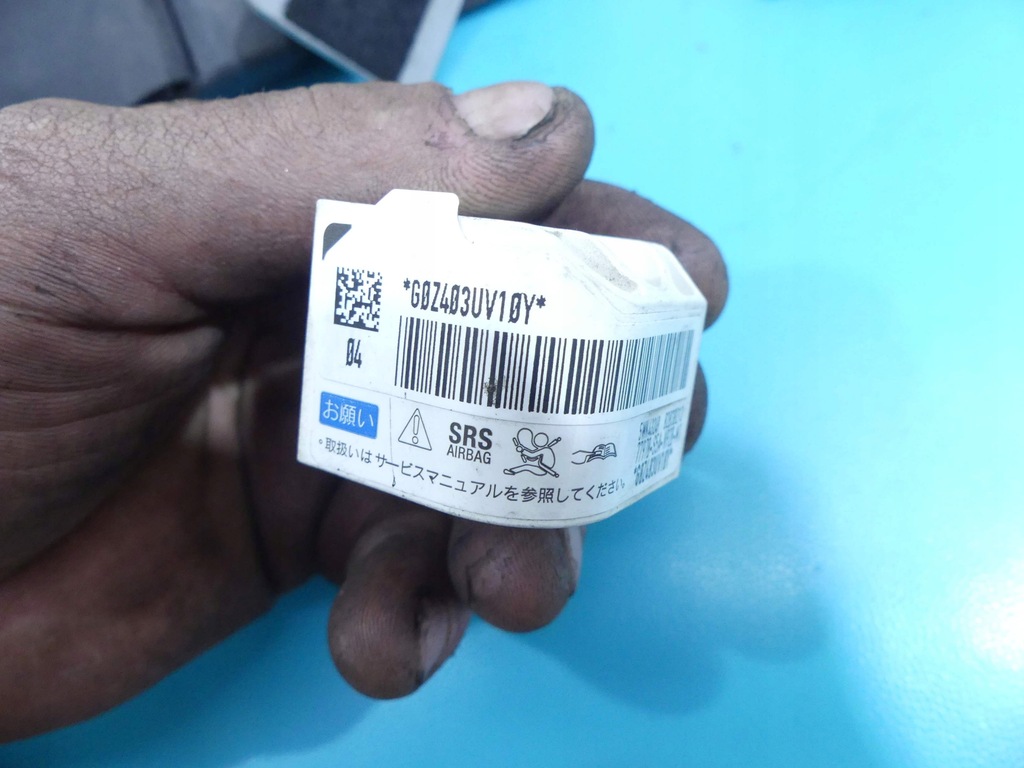 *G0Z403UV10Y*
04
お願い
SRS
AIRBAG
。取扱いはサービスマニュアルを参照してください。